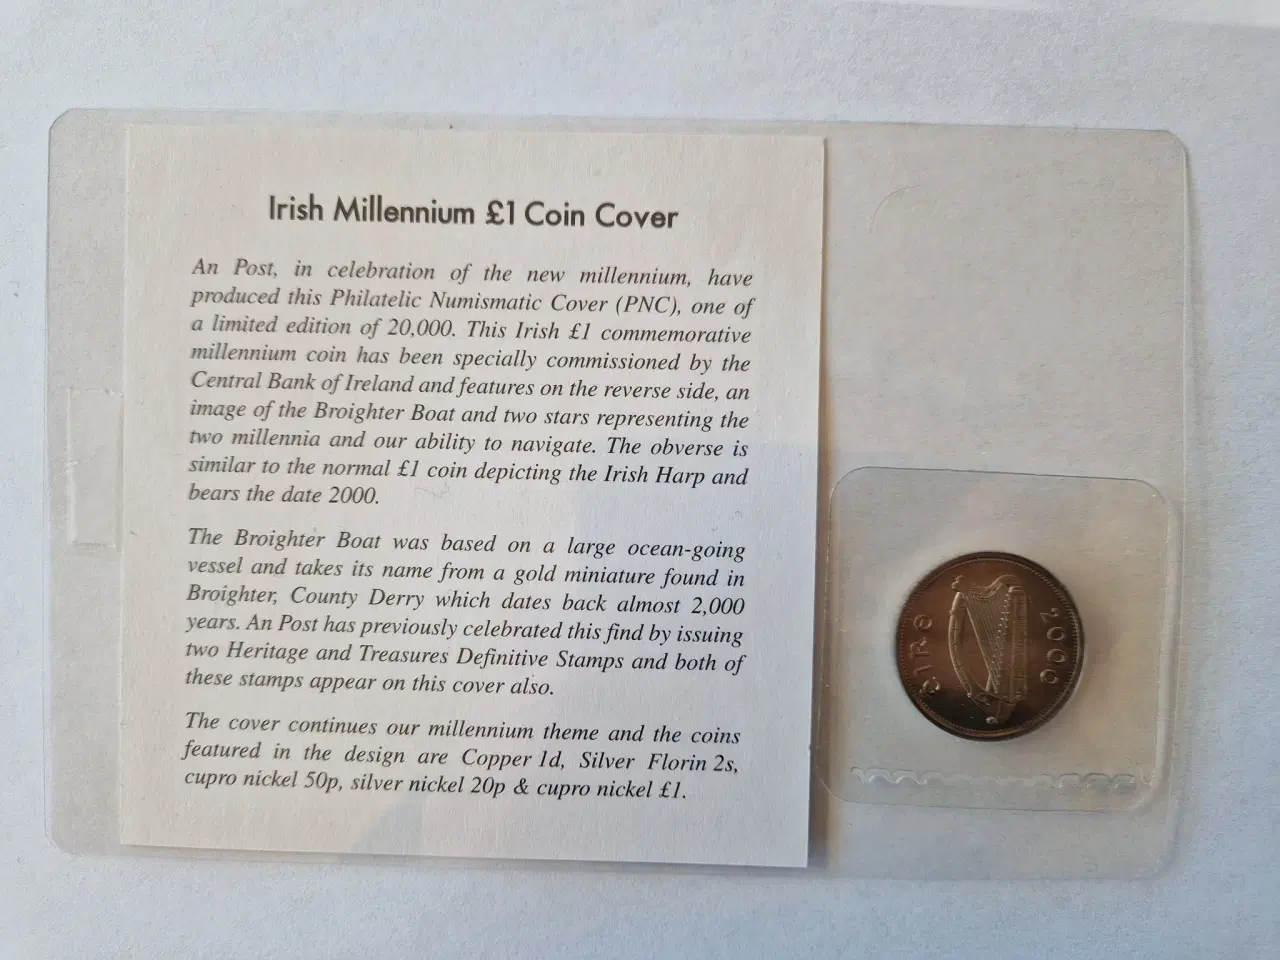 Irish Millennium £1 Coin Cover
An Post, in celebration of the new millennium, have
produced this Philatelic Numismatic Cover (PNC), one of
a limited edition of 20,000. This Irish £1 commemorative
millennium coin has been specially commissioned by the
Central Bank of Ireland and features on the reverse side, an
image of the Broighter Boat and two stars representing the
two millennia and our ability to navigate. The obverse is
similar to the normal £1 coin depicting the Irish Harp and
bears the date 2000.
The Broighter Boat was based on a large ocean-going
vessel and takes its name from a gold miniature found in
Broighter, County Derry which dates back almost 2,000
years. An Post has previously celebrated this find by issuing
two Heritage and Treasures Definitive Stamps and both of
these stamps appear on this cover also.
The cover continues our millennium theme and the coins
featured in the design are Copper 1d, Silver Florin 2s,
cupro nickel 50p, silver nickel 20p & cupro nickel £1.
éIRe
2000